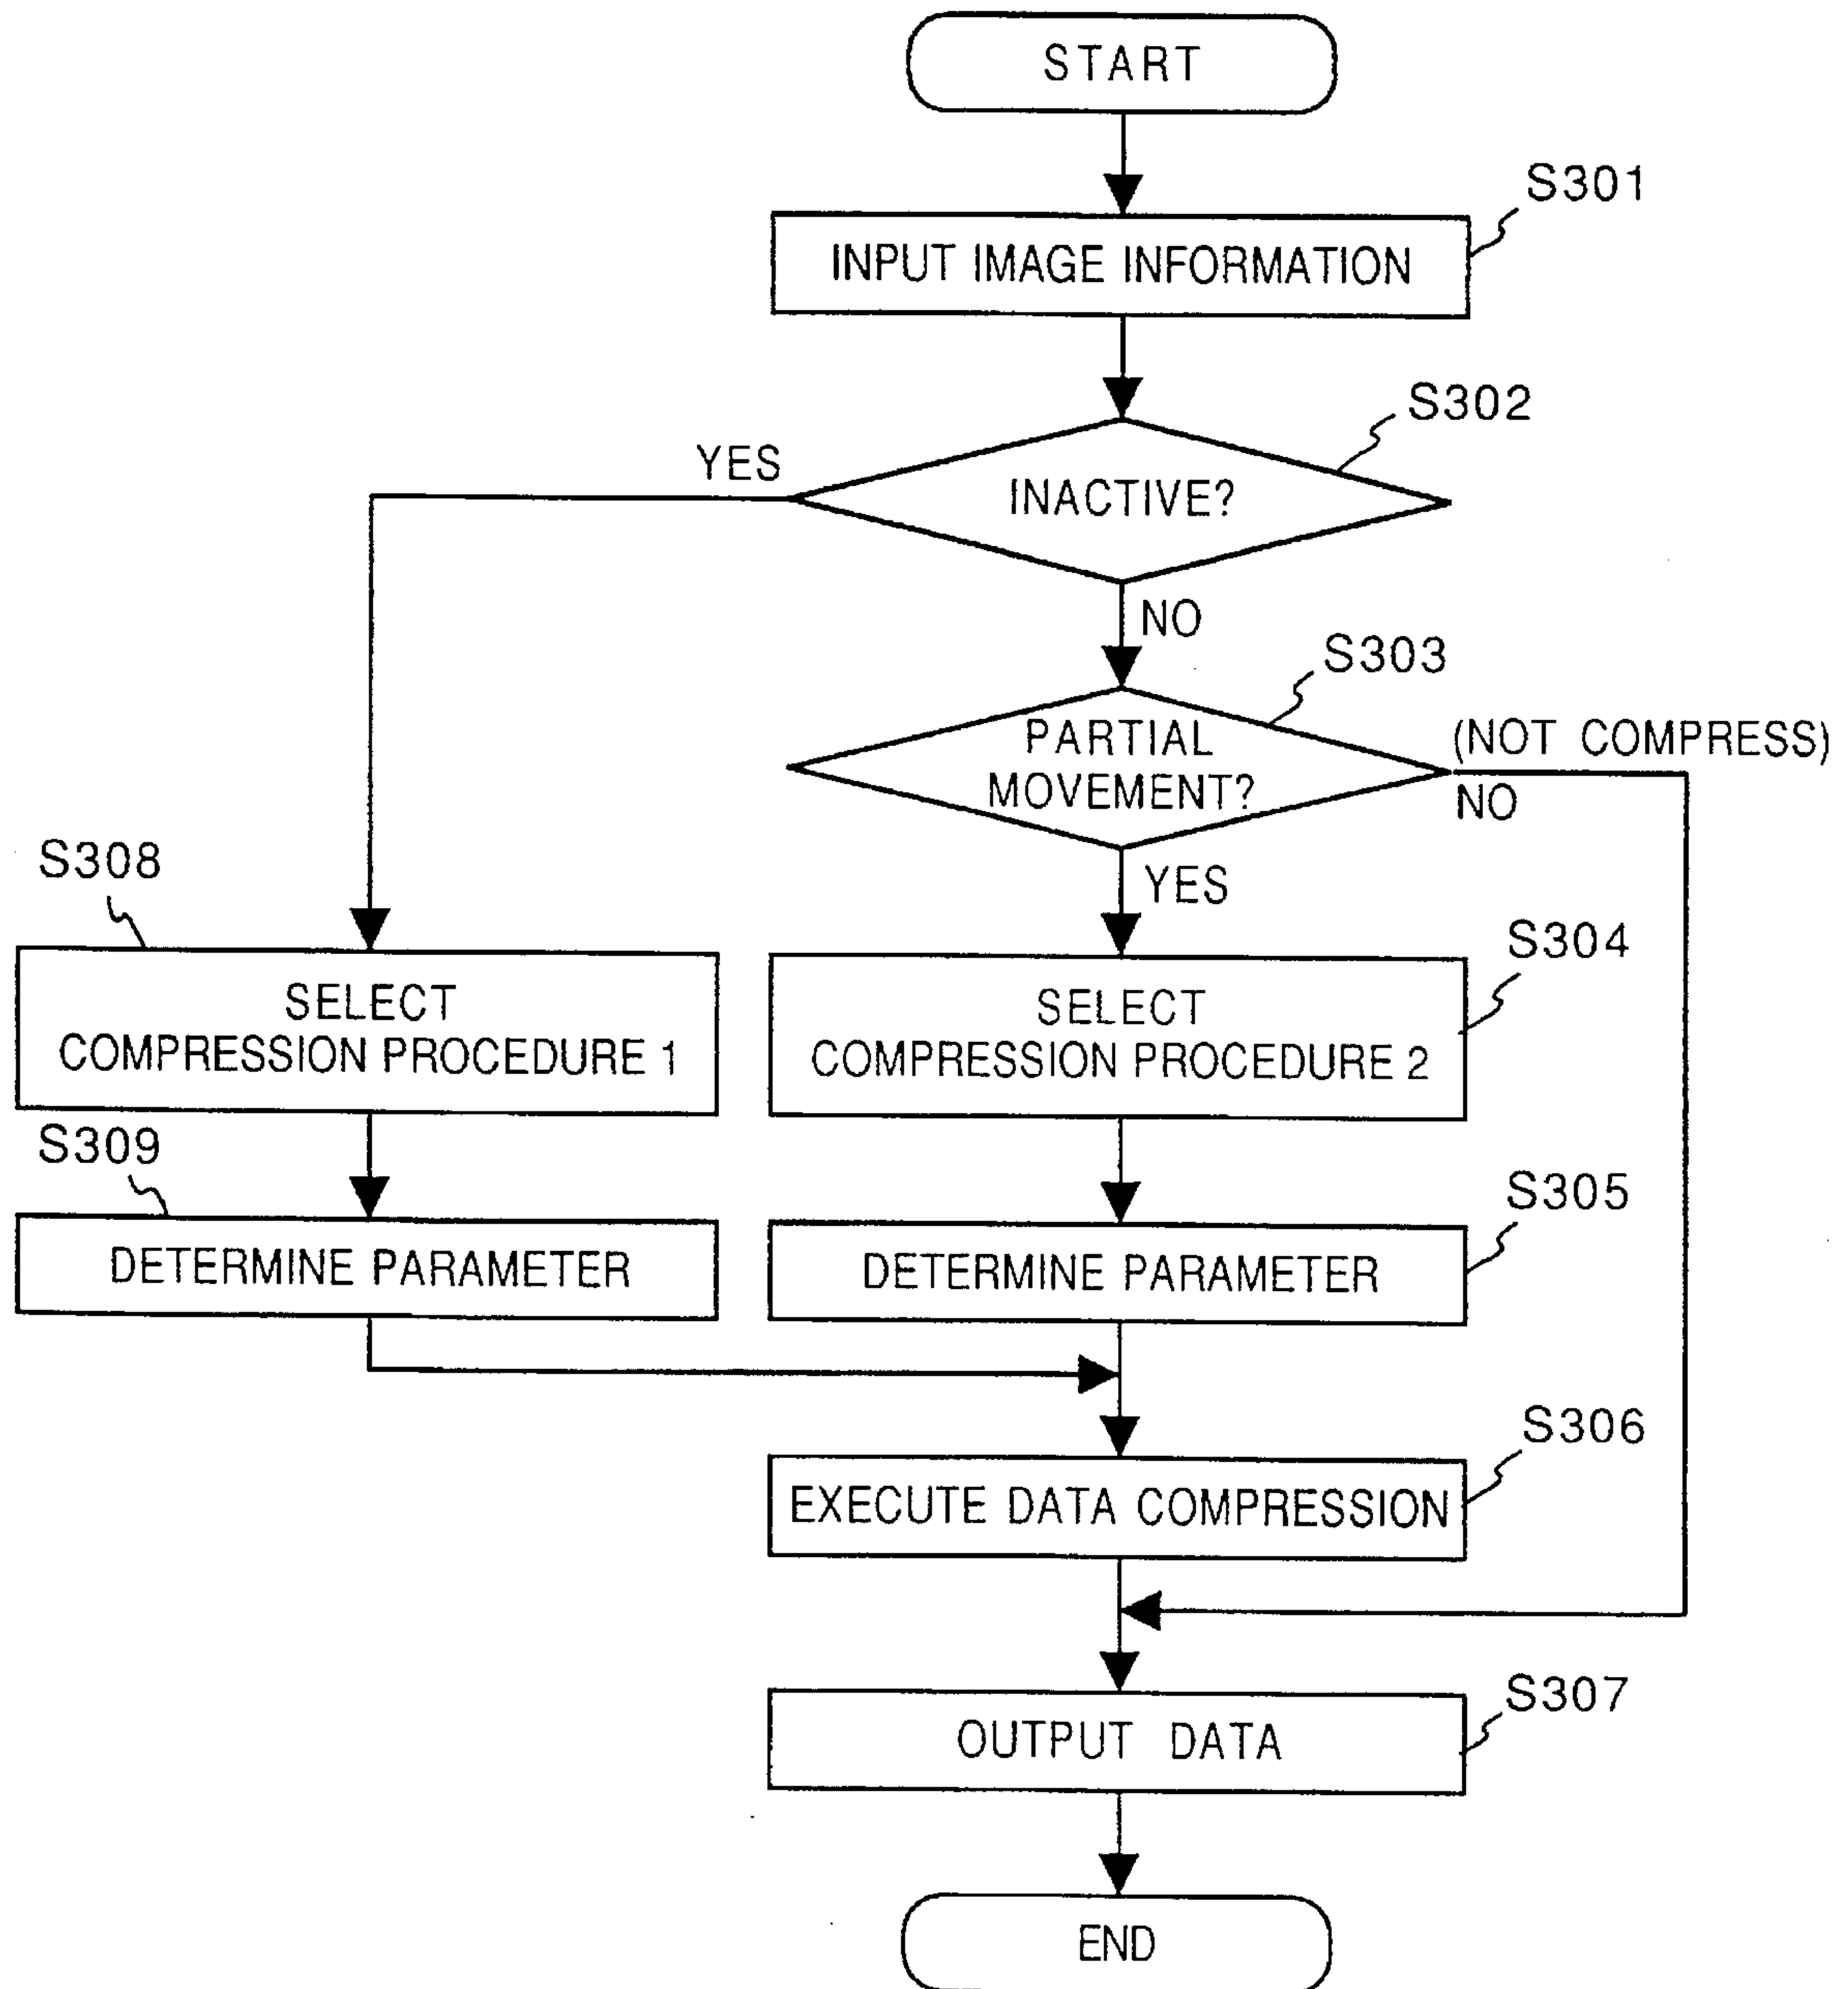 START
S301
INPUT IMAGE INFORMATION
S302
YES
INACTIVE?
NO
S303
PARTIAL
MOVEMENT?
(NOT COMPRESS)
NO
YES
S308
SELECT
COMPRESSION PROCEDURE 1
S304
SELECT
COMPRESSION PROCEDURE 2
S309
DETERMINE PARAMETER
S305
DETERMINE PARAMETER
S306
EXECUTE DATA COMPRESSION
S307
OUTPUT DATA
END